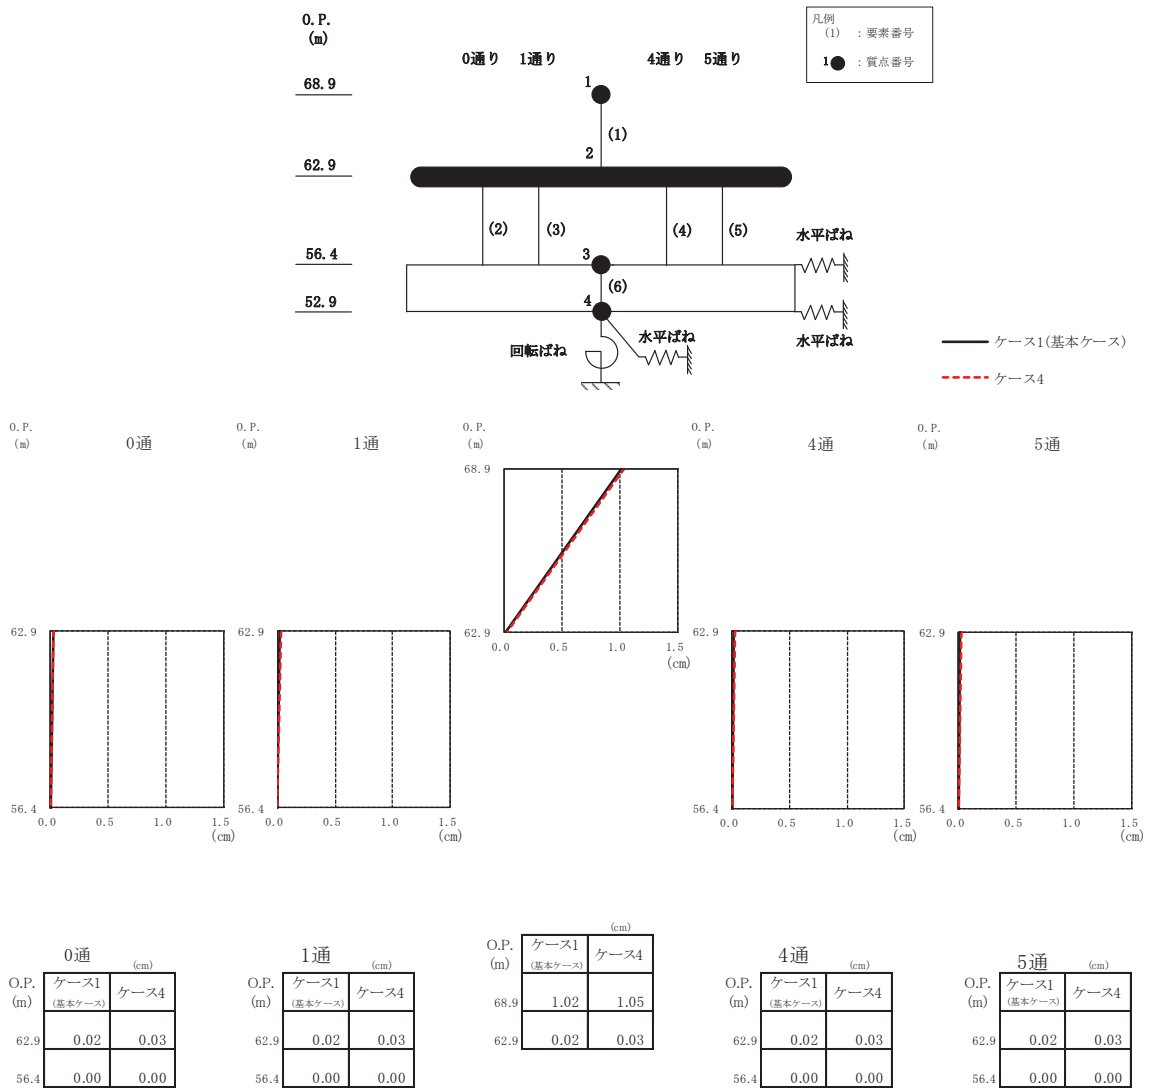 O.P.
(m)
0通り 1通り 4通り 5通り
凡例
(1) : 要素番号
1 : 質点番号
68.9
1
(1)
62.9
2
(2) (3) (4) (5)
水平ばね
56.4
3
(6)
52.9
4
水平ばね
水平ばね
回転ばね
ケース1(基本ケース)
ケース4
O.P.
(m)
0通
O.P.
(m)
1通
O.P.
(m)
O.P.
(m)
4通
O.P.
(m)
5通
68.9
62.9
0.0 0.5 1.0 1.5
(cm)
62.9
56.4
0.0 0.5 1.0 1.5
(cm)
62.9
56.4
0.0 0.5 1.0 1.5
(cm)
62.9
56.4
0.0 0.5 1.0 1.5
(cm)
62.9
56.4
0.0 0.5 1.0 1.5
(cm)
0通 (cm)
O.P.
(m)
ケース1
(基本ケース)
ケース4
62.9 0.02 0.03
56.4 0.00 0.00
1通 (cm)
O.P.
(m)
ケース1
(基本ケース)
ケース4
62.9 0.02 0.03
56.4 0.00 0.00
(cm)
O.P.
(m)
ケース1
(基本ケース)
ケース4
68.9 1.02 1.05
62.9 0.02 0.03
4通 (cm)
O.P.
(m)
ケース1
(基本ケース)
ケース4
62.9 0.02 0.03
56.4 0.00 0.00
5通 (cm)
O.P.
(m)
ケース1
(基本ケース)
ケース4
62.9 0.02 0.03
56.4 0.00 0.00